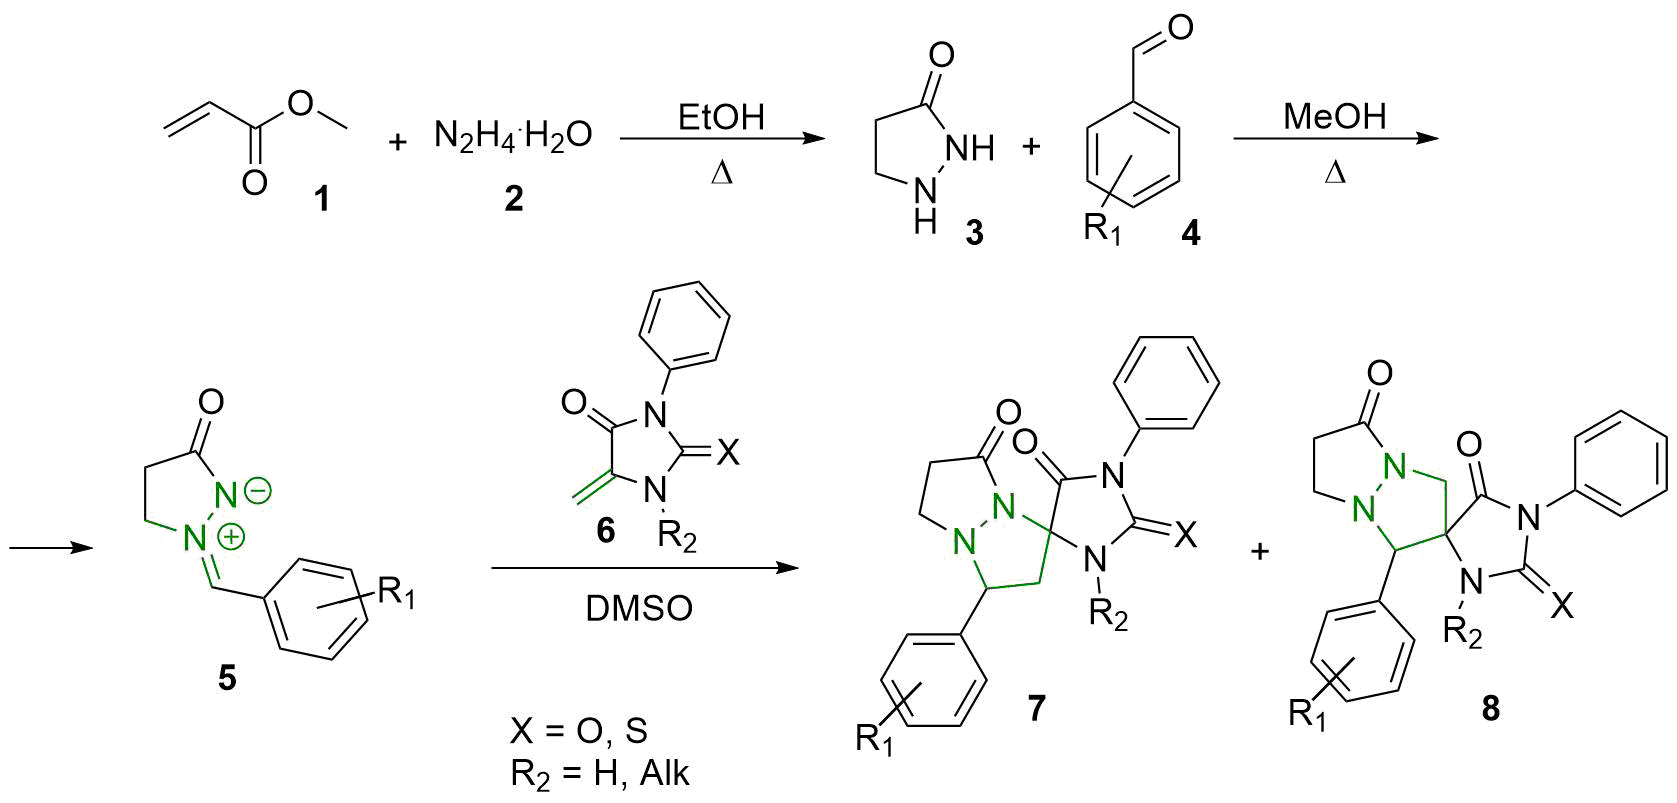 O
+
N₂H₄·H₂O
O
O
1
2
EtOH
Δ
O
NH
N
H
3
+
O
R₁
4
MeOH
Δ
O
N ⊖
N ⊕
R₁
5
O
N
X
N
R₂
6
DMSO
X = O, S
R₂ = H, Alk
O
O
N
N
N
X
N
R₂
R₁
7
+
O
N
O
N
N
N
X
R₂
R₁
8